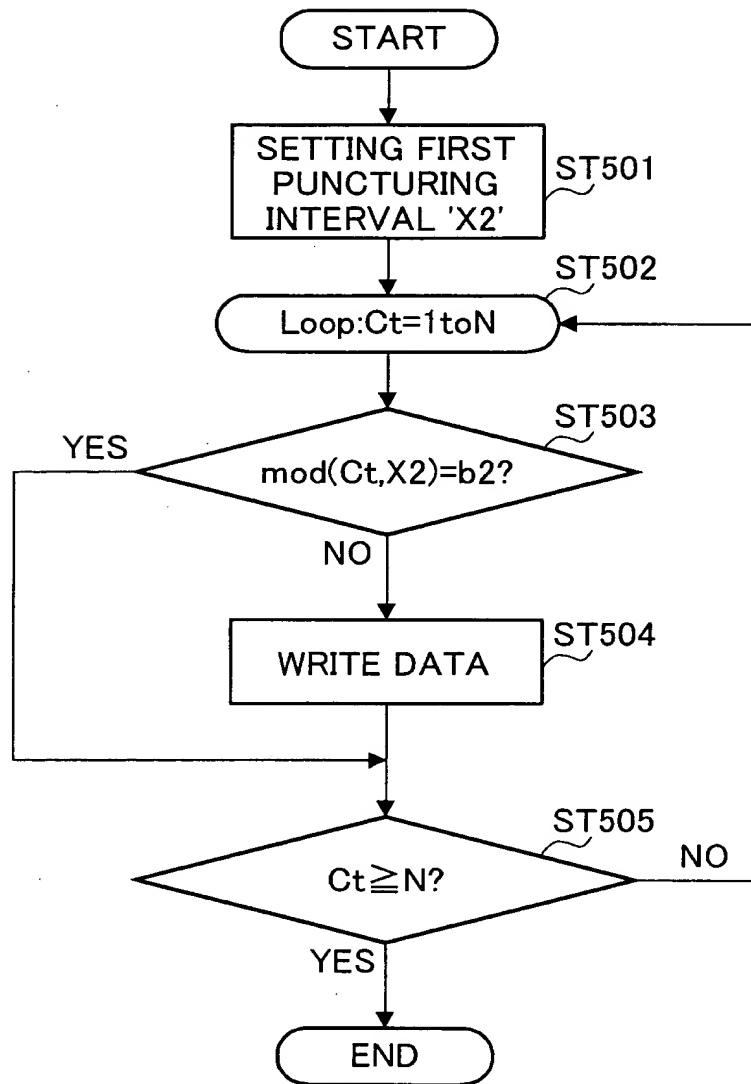 START
SETTING FIRST
PUNCTURING
INTERVAL 'X2'
ST501
ST502
Loop:Ct=1toN
ST503
YES
mod(Ct,X2)=b2?
NO
ST504
WRITE DATA
ST505
NO
Ct≧N?
YES
END